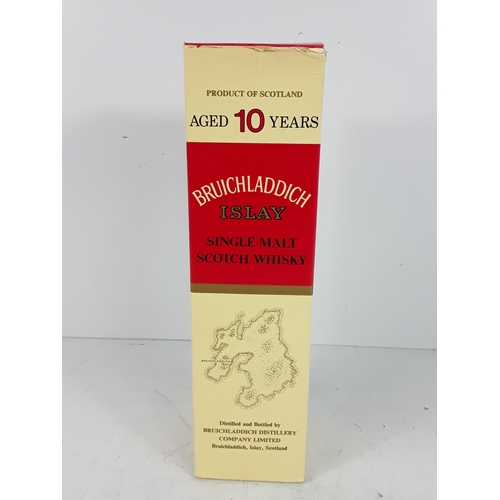 PRODUCT OF SCOTLAND
AGED 10 YEARS
BRUICHLADDICH
ISLAY
SINGLE MALT
SCOTCH WHISKY
BRUICHLADDICH
Distilled and Bottled by
BRUICHLADDICH DISTILLERY
COMPANY LIMITED
Bruichladdich, Islay, Scotland